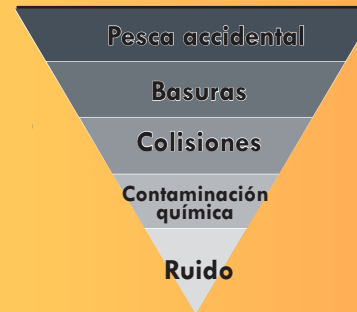 Pesca accidental
Basuras
Colisiones
Contaminación
química
Ruido